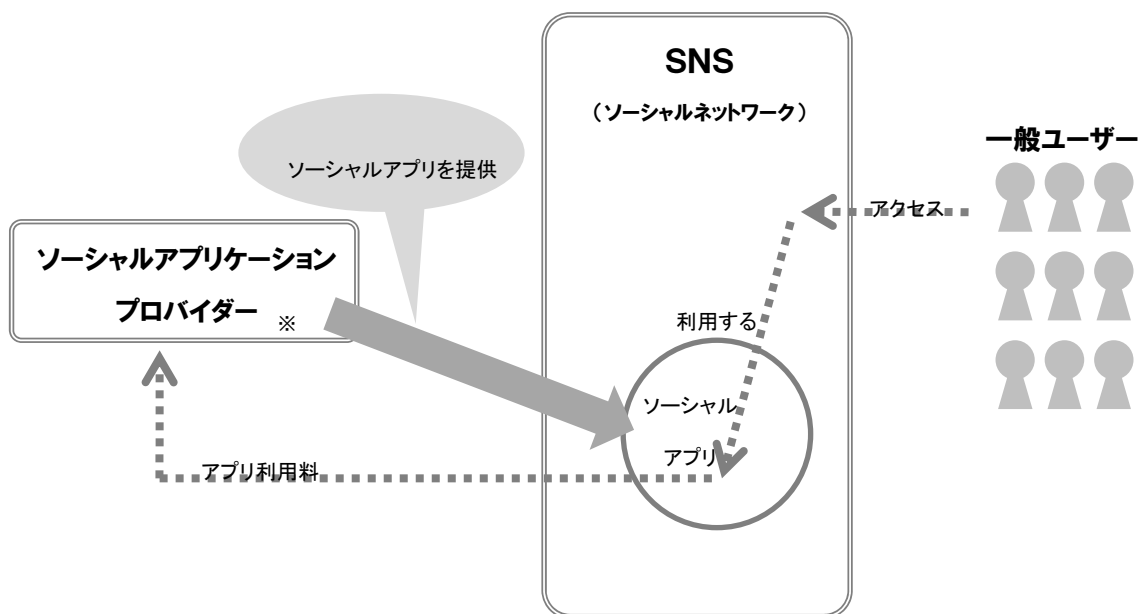 SNS
（ソーシャルネットワーク）
一般ユーザー
ソーシャルアプリを提供
アクセス
ソーシャルアプリケーション
プロバイダー ※
利用する
ソーシャル
アプリ
アプリ利用料